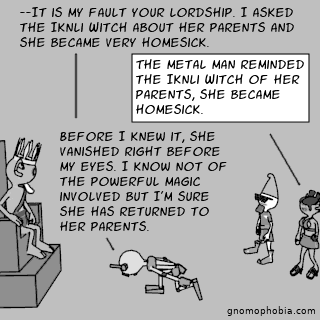 --IT IS MY FAULT YOUR LORDSHIP. I ASKED
THE IKNLI WITCH ABOUT HER PARENTS AND
SHE BECAME VERY HOMESICK.
THE METAL MAN REMINDED
THE IKNLI WITCH OF HER
PARENTS, SHE BECAME
HOMESICK.
BEFORE I KNEW IT, SHE
VANISHED RIGHT BEFORE
MY EYES. I KNOW NOT OF
THE POWERFUL MAGIC
INVOLVED BUT I'M SURE
SHE HAS RETURNED TO
HER PARENTS.
gnomophobia.com